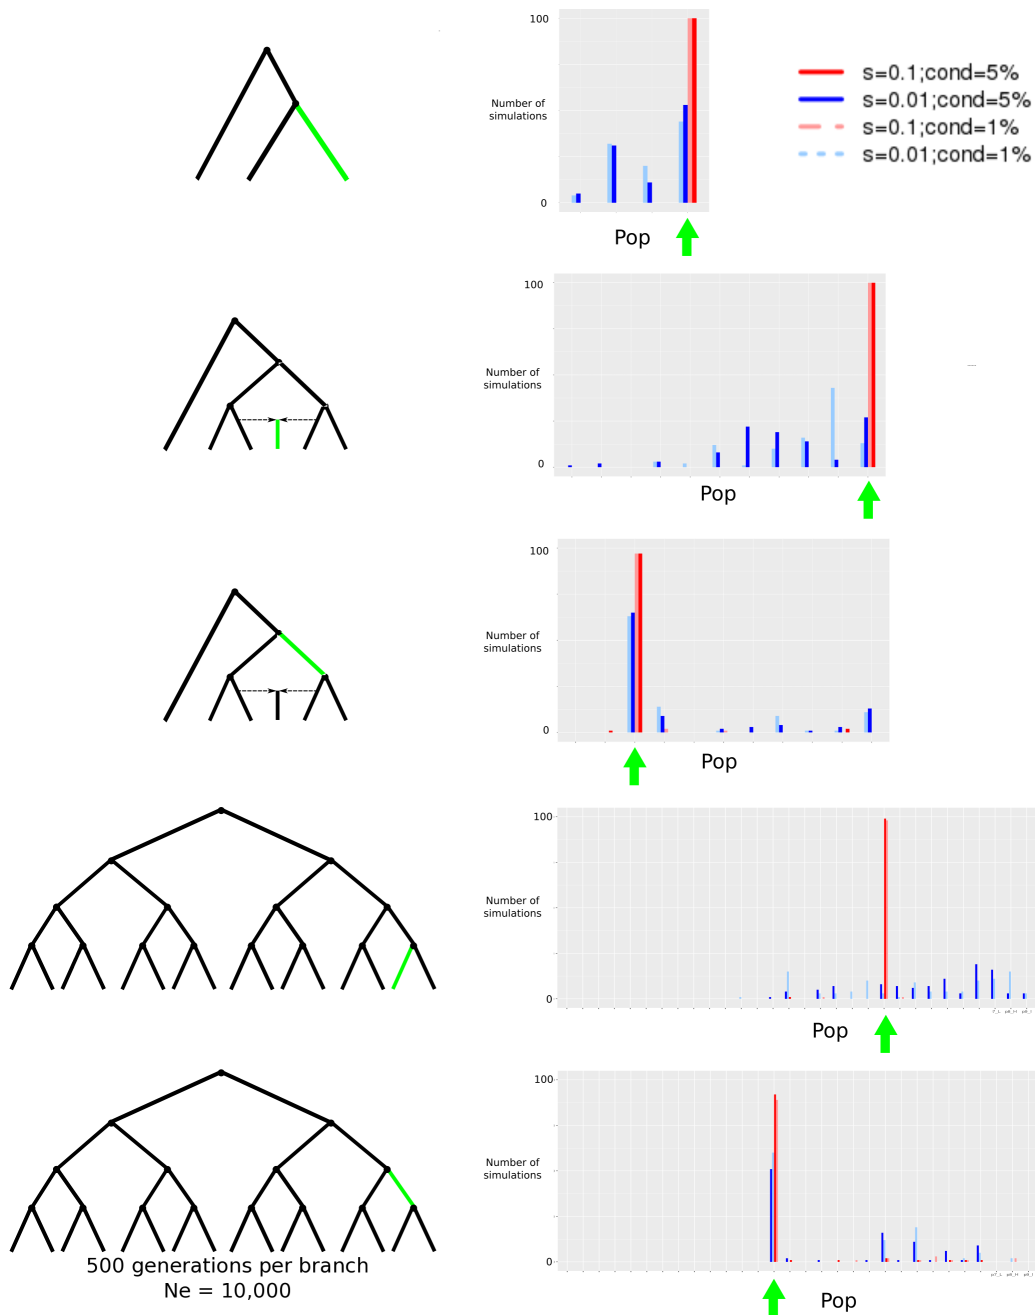 100
Number of
simulations
0
Pop
s=0.1;cond=5%
s=0.01;cond=5%
s=0.1;cond=1%
s=0.01;cond=1%
100
Number of
simulations
0
Pop
100
Number of
simulations
0
Pop
100
Number of
simulations
0
Pop
100
Number of
simulations
0
Pop
500 generations per branch
Ne = 10,000